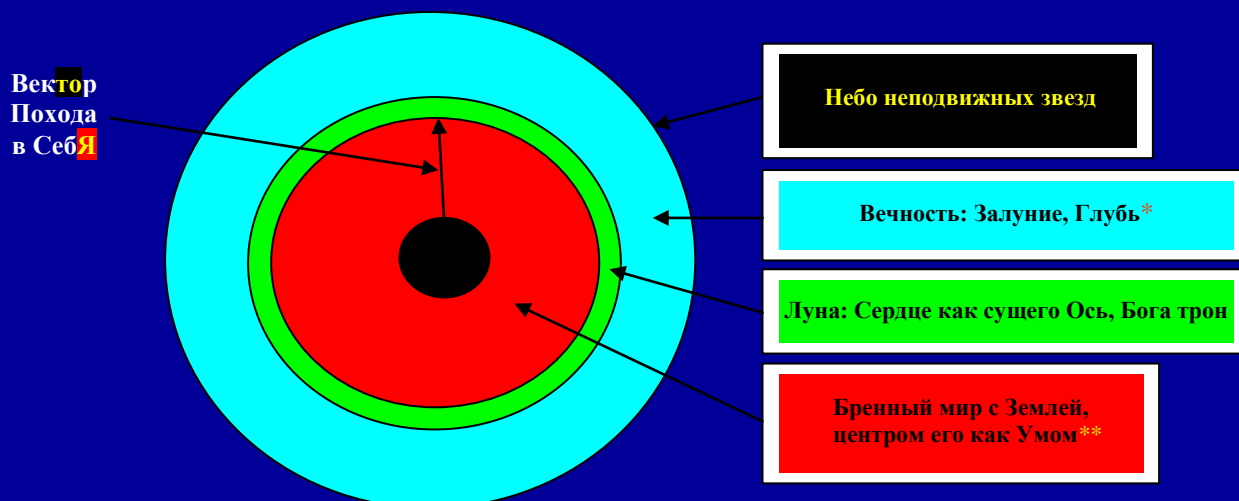 Вектор
Похода
в СебЯ
Небо неподвижных звезд
Вечность: Залуние, Глубь*
Луна: Сердце как сущего Ось, Бога трон
Бренный мир с Землей,
центром его как Умом**